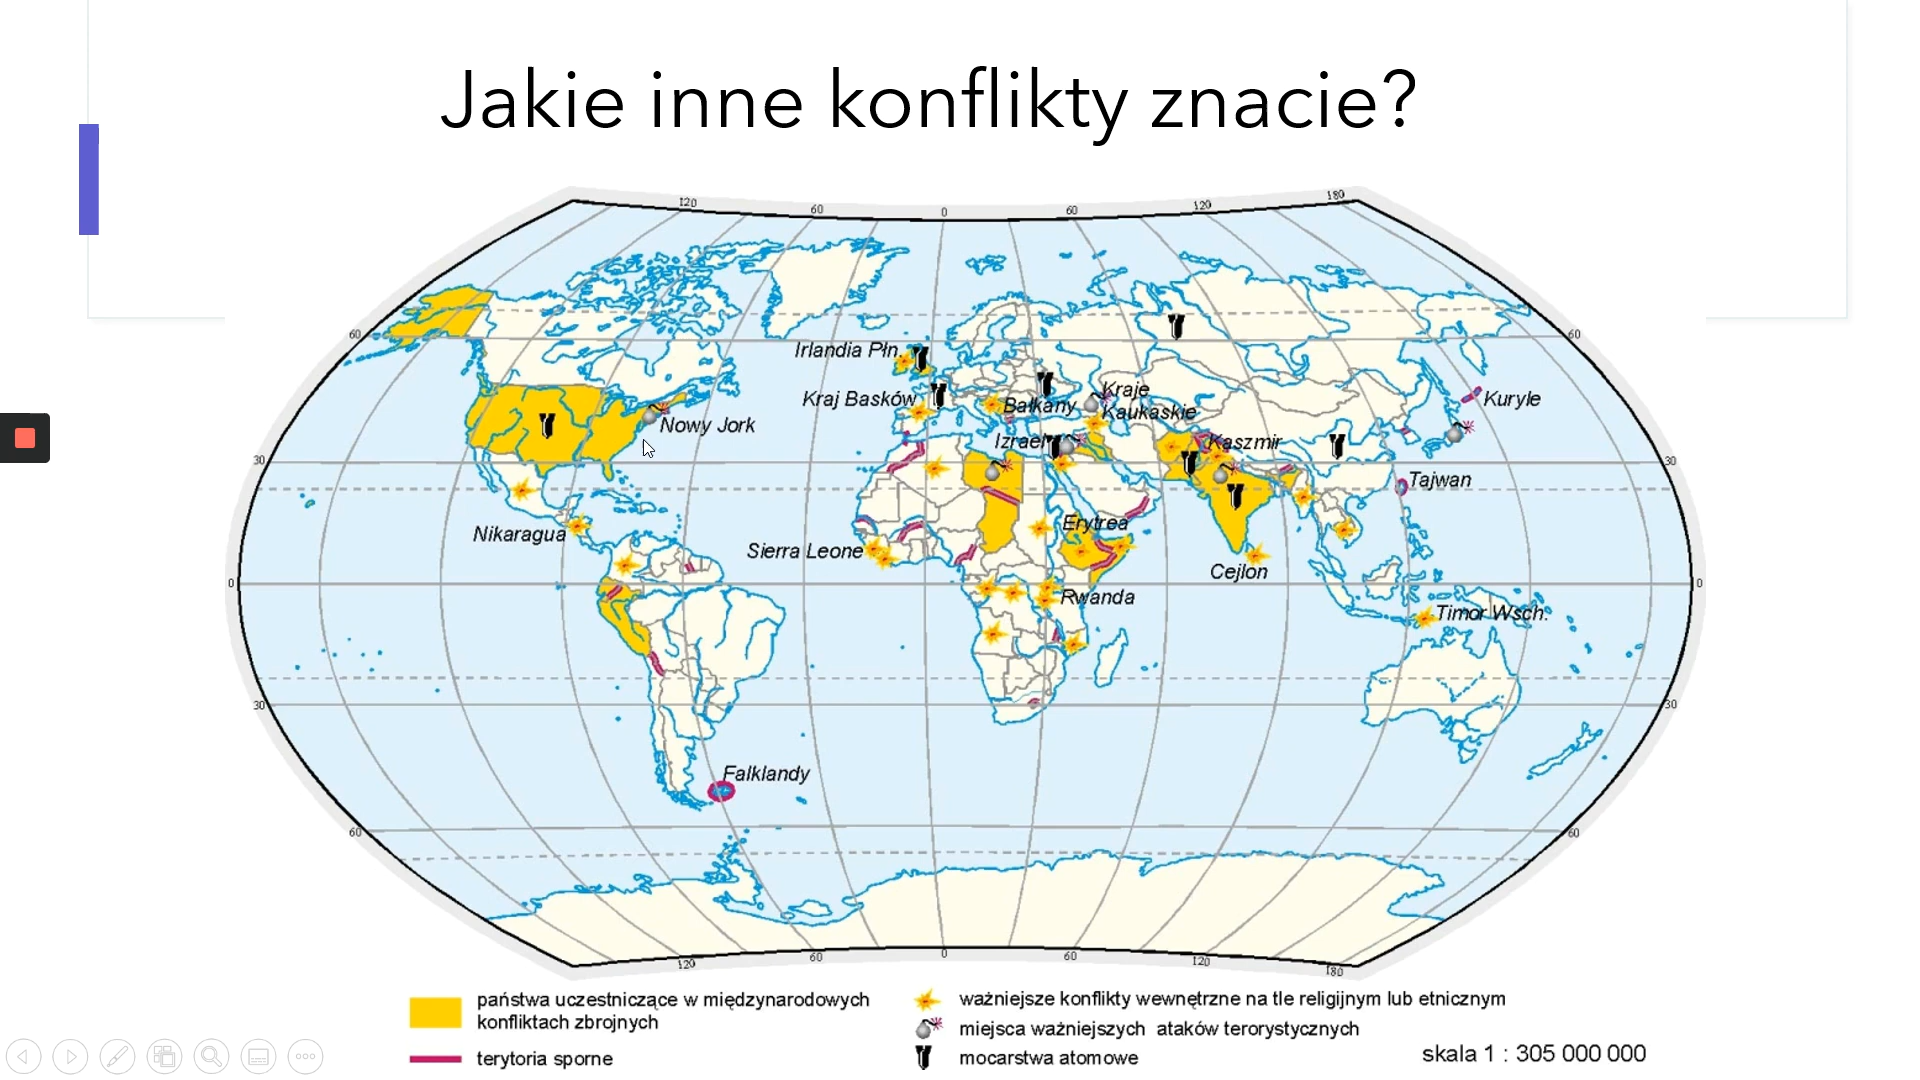 Jakie inne konflikty znacie?
120
60
0
60
120
180
60
60
Irlandia Płn.
Kraj Basków
Bałkany
Kraje
Kaukaskie
Kuryle
Nowy Jork
Izrael
Kaszmir
30
30
Tajwan
Nikaragua
Erytrea
Sierra Leone
Cejlon
0
0
Rwanda
Timor Wsch.
30
30
Falklandy
60
60
120
60
0
60
120
180
państwa uczestniczące w międzynarodowych
konfliktach zbrojnych
terytoria sporne
ważniejsze konflikty wewnętrzne na tle religijnym lub etnicznym
miejsca ważniejszych ataków terorystycznych
mocarstwa atomowe
skala 1 : 305 000 000